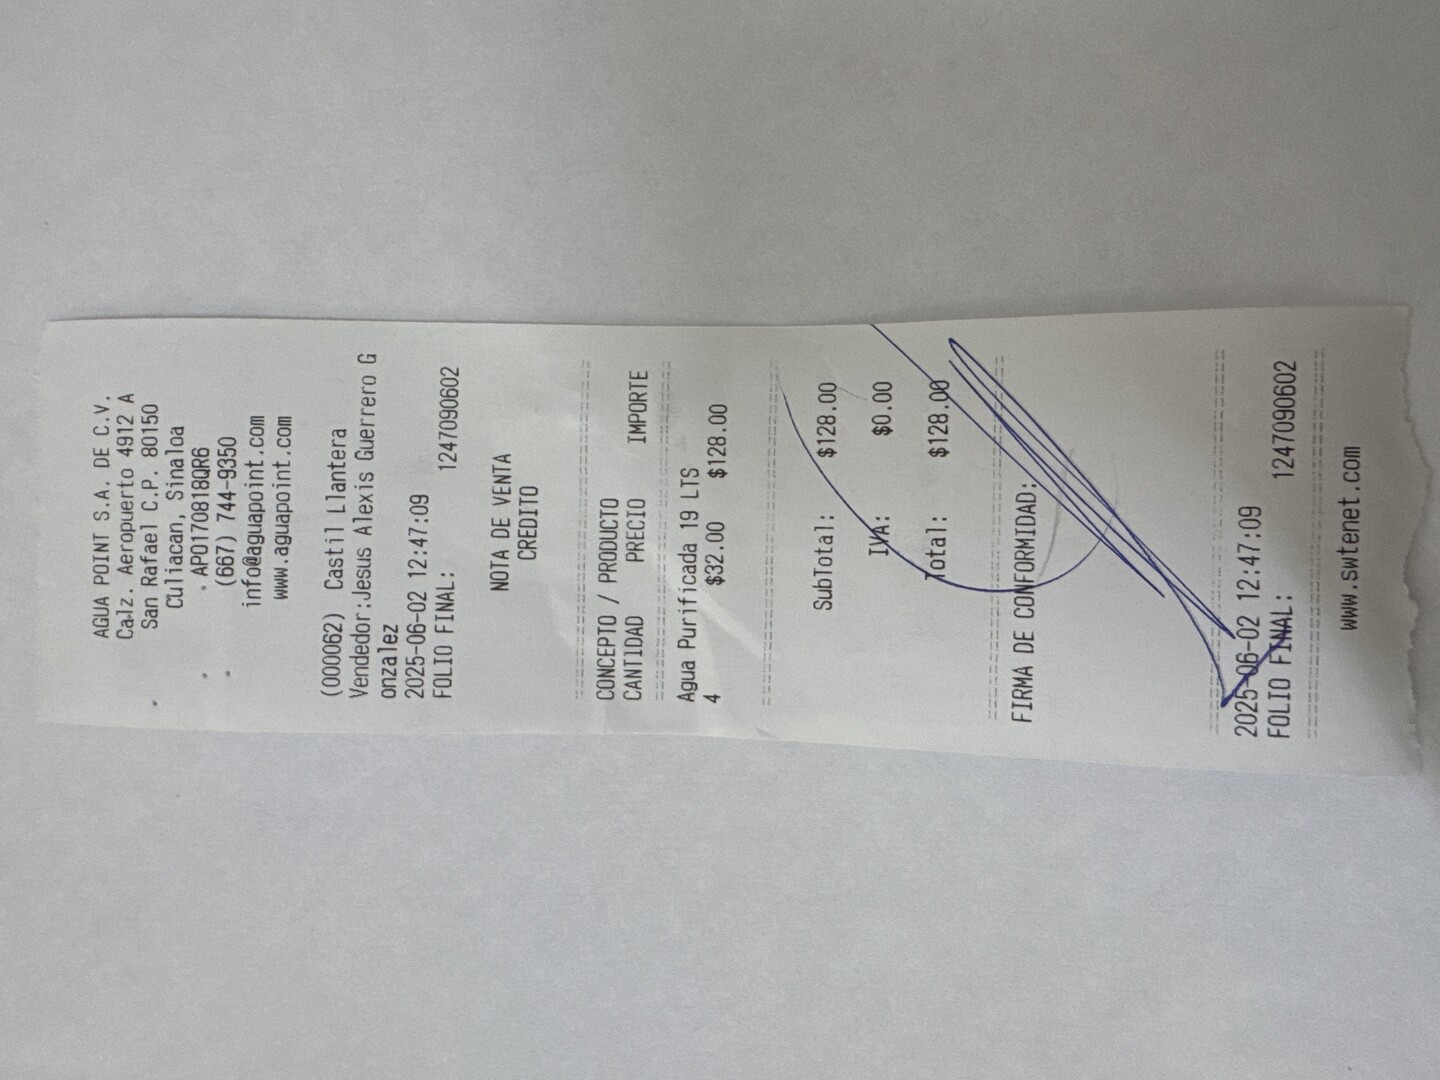 AGUA POINT S.A. DE C.V.
Calz. Aeropuerto 4912 A
San Rafael C.P. 80150
Culiacan, Sinaloa
APO170818QR6
(667) 744-9350
info@aguapoint.com
www.aguapoint.com
(000062) Castil Llantera
Vendedor:Jesus Alexis Guerrero G
onzalez
2025-06-02 12:47:09
FOLIO FINAL: 1247090602
NOTA DE VENTA
CREDITO
CONCEPTO / PRODUCTO
CANTIDAD PRECIO IMPORTE
Agua Purificada 19 LTS
4 $32.00 $128.00
SubTotal: $128.00
IVA: $0.00
Total: $128.00
FIRMA DE CONFORMIDAD:
2025-06-02 12:47:09
FOLIO FINAL: 1247090602
www.swtenet.com